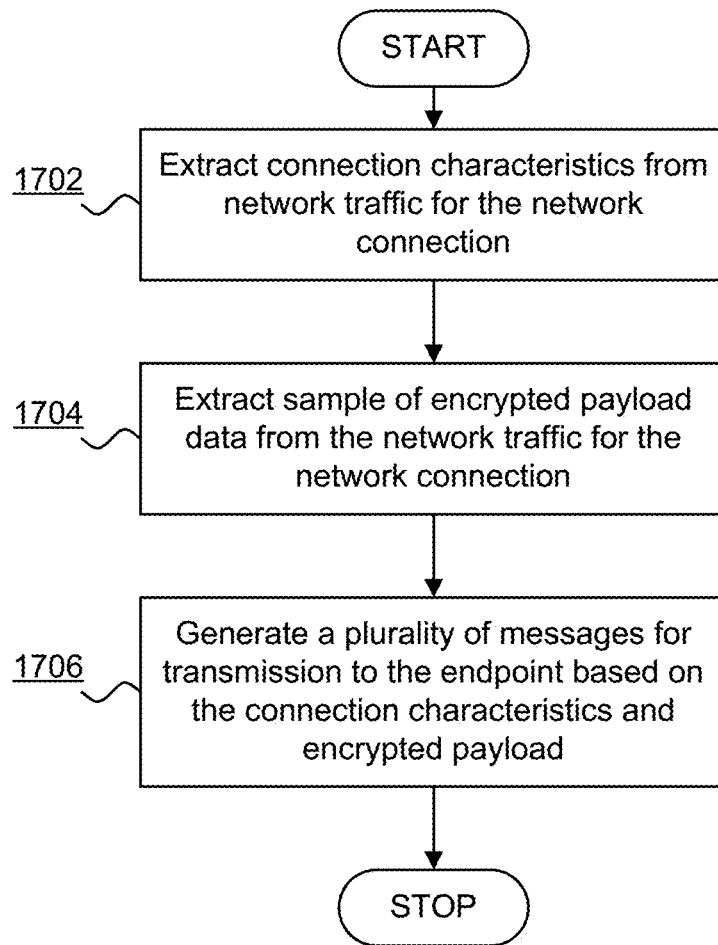 START
1702
Extract connection characteristics from
network traffic for the network
connection
1704
Extract sample of encrypted payload
data from the network traffic for the
network connection
1706
Generate a plurality of messages for
transmission to the endpoint based on
the connection characteristics and
encrypted payload
STOP